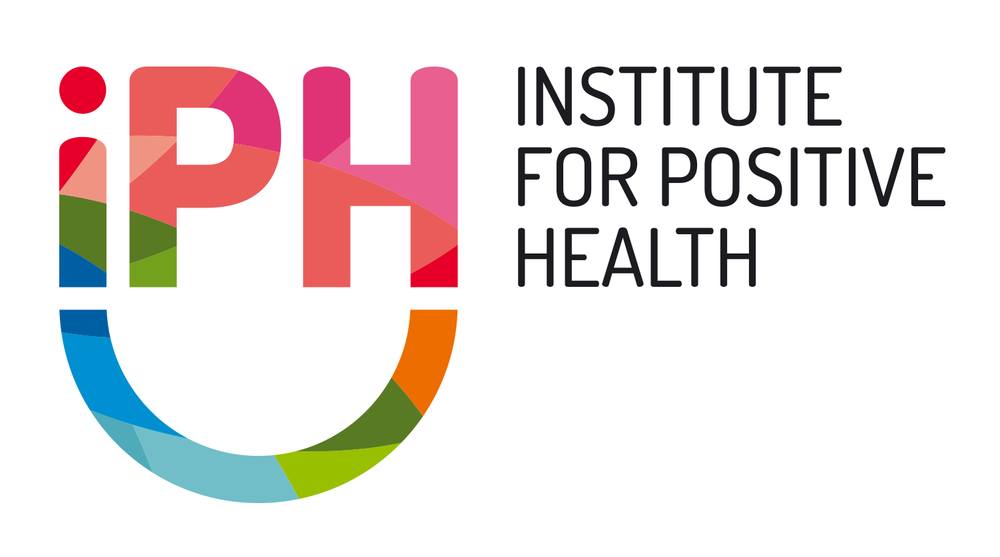 iPH
INSTITUTE
FOR POSITIVE
HEALTH